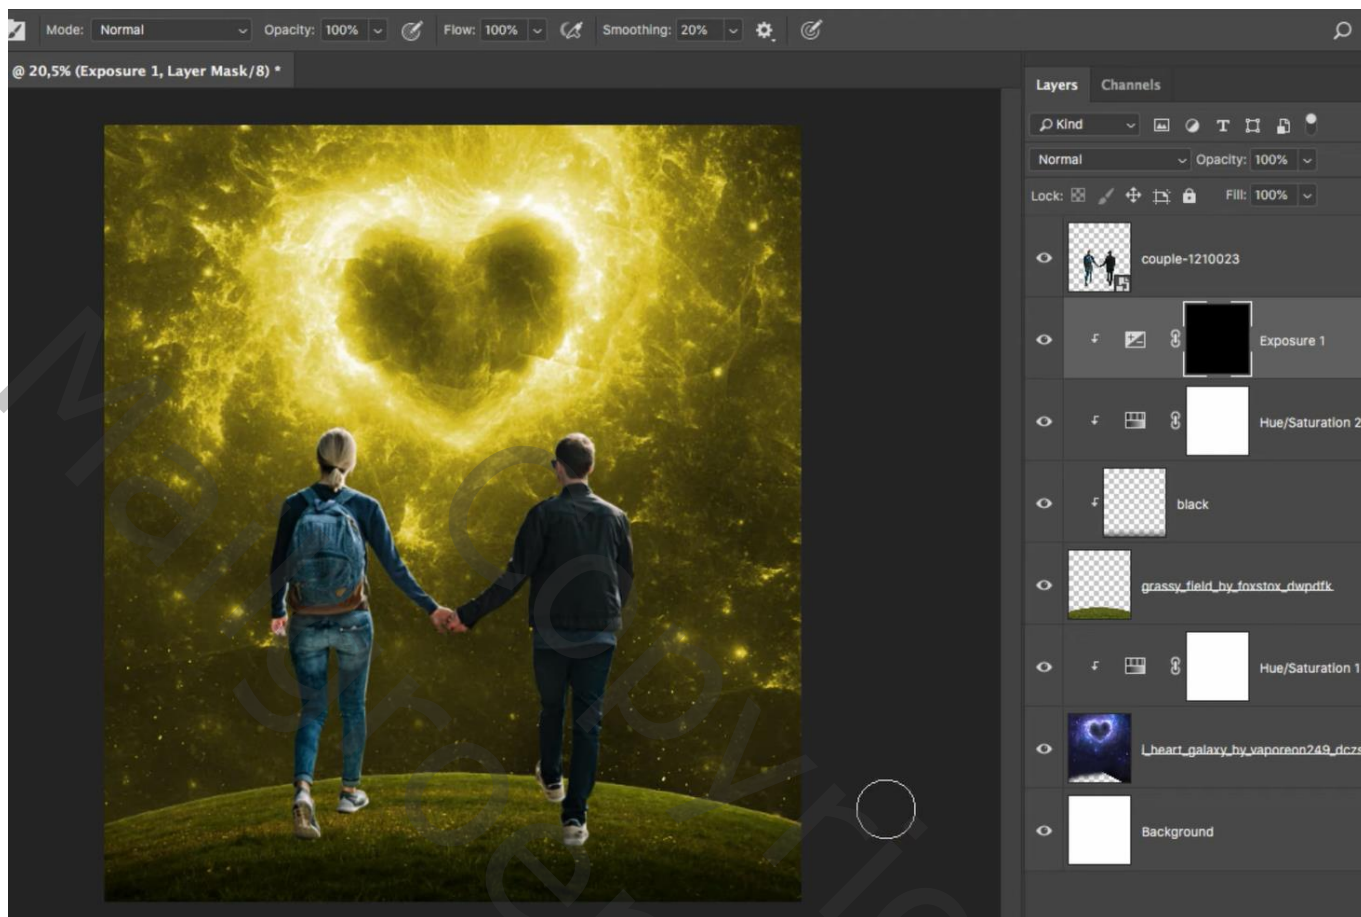 Mode: Normal Opacity: 100% Flow: 100% Smoothing: 20%
@ 20,5% (Exposure 1, Layer Mask/8) *
Layers Channels
Kind
Normal Opacity: 100%
Lock: Fill: 100%
couple-1210023
Exposure 1
Hue/Saturation 2
black
grassy_field_by_foxstox_dwpdfk
Hue/Saturation 1
i_heart_galaxy_by_vaporeon249_dczs
Background